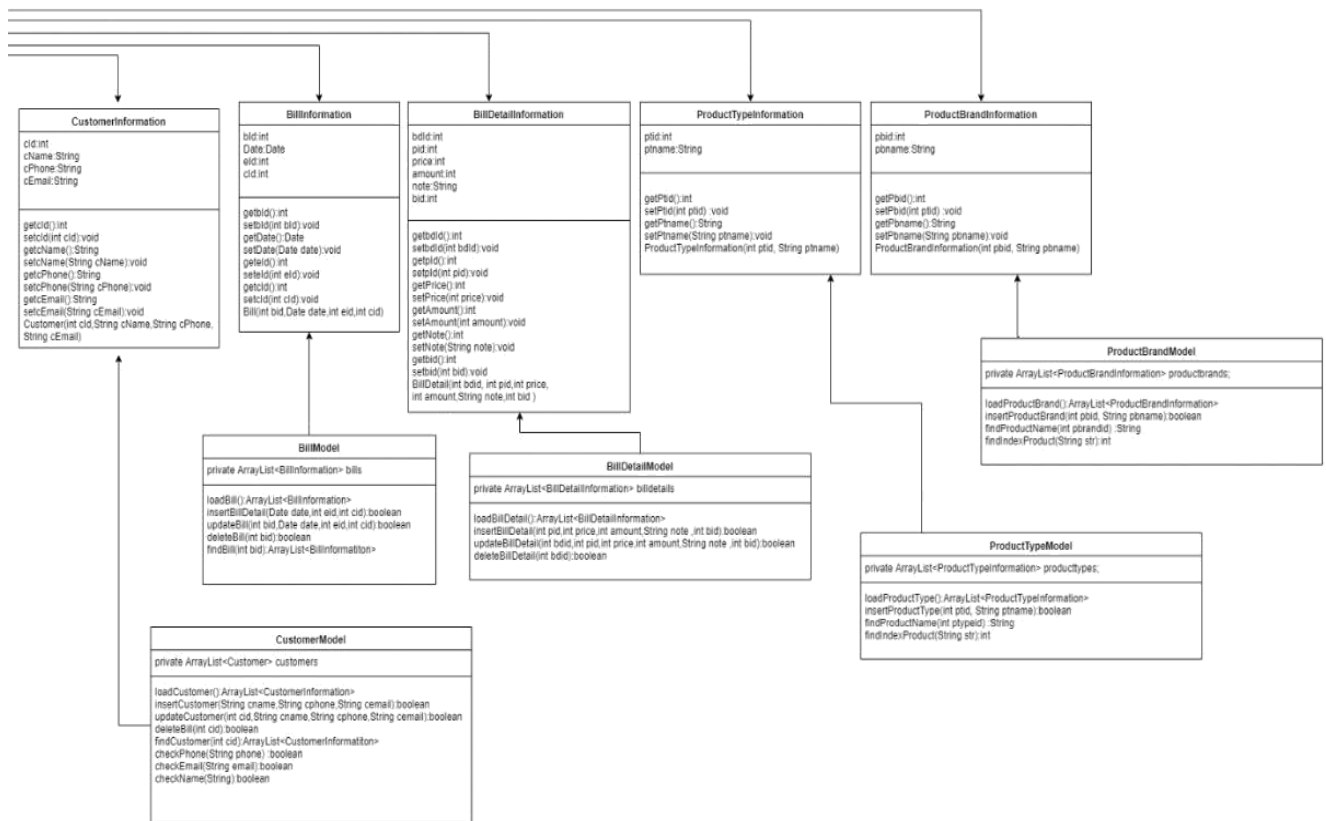 CustomerInformation
cId:int
cName:String
cPhone:String
cEmail:String
getcId():int
setcId(int cId):void
getcName():String
setcName(String cName):void
getcPhone():String
setcPhone(String cPhone):void
getcEmail():String
setcEmail(String cEmail):void
Customer(int cId,String cName,String cPhone,
String cEmail)
BillInformation
bId:int
Date:Date
eId:int
cId:int
getbId():int
setbId(int bId):void
getDate():Date
setDate(Date date):void
geteId():int
seteId(int eId):void
getcId():int
setcId(int cId):void
Bill(int bid,Date date,int eid,int cid)
BillDetailInformation
bdId:int
pid:int
price:int
amount:int
note:String
bid:int
getbdId():int
setbdId(int bdId):void
getpId():int
setpId(int pid):void
getPrice():int
setPrice(int price):void
getAmount():int
setAmount(int amount):void
getNote():int
setNote(String note):void
getbid():int
setbid(int bid):void
BillDetail(int bdid, int pid,int price,
int amount,String note,int bid )
ProductTypeInformation
ptid:int
ptname:String
getPtid():int
setPtid(int ptid) :void
getPtname():String
setPtname(String ptname):void
ProductTypeInformation(int ptid, String ptname)
ProductBrandInformation
pbid:int
pbname:String
getPbid():int
setPbid(int ptid) :void
getPbname():String
setPbname(String pbname):void
ProductBrandInformation(int pbid, String pbname)
ProductBrandModel
private ArrayList<ProductBrandInformation> productbrands;
loadProductBrand():ArrayList<ProductBrandInformation>
insertProductBrand(int pbid, String pbname):boolean
findProductName(int pbrandid) :String
findIndexProduct(String str):int
BillModel
private ArrayList<BillInformation> bills
loadBill():ArrayList<BillInformation>
insertBillDetail(Date date,int eid,int cid):boolean
updateBill(int bid,Date date,int eid,int cid):boolean
deleteBill(int bid):boolean
findBill(int bid):ArrayList<BillInformatiton>
BillDetailModel
private ArrayList<BillDetailInformation> billdetails
loadBillDetail():ArrayList<BillDetailInformation>
insertBillDetail(int pid,int price,int amount,String note ,int bid):boolean
updateBillDetail(int bdid,int pid,int price,int amount,String note ,int bid):boolean
deleteBillDetail(int bdid):boolean
ProductTypeModel
private ArrayList<ProductTypeInformation> producttypes;
loadProductType():ArrayList<ProductTypeInformation>
insertProductType(int ptid, String ptname):boolean
findProductName(int ptypeid) :String
findIndexProduct(String str):int
CustomerModel
private ArrayList<Customer> customers
loadCustomer():ArrayList<CustomerInformation>
insertCustomer(String cname,String cphone,String cemail):boolean
updateCustomer(int cid,String cname,String cphone,String cemail):boolean
deleteBill(int cid):boolean
findCustomer(int cid):ArrayList<CustomerInformatiton>
checkPhone(String phone) :boolean
checkEmail(String email):boolean
checkName(String):boolean